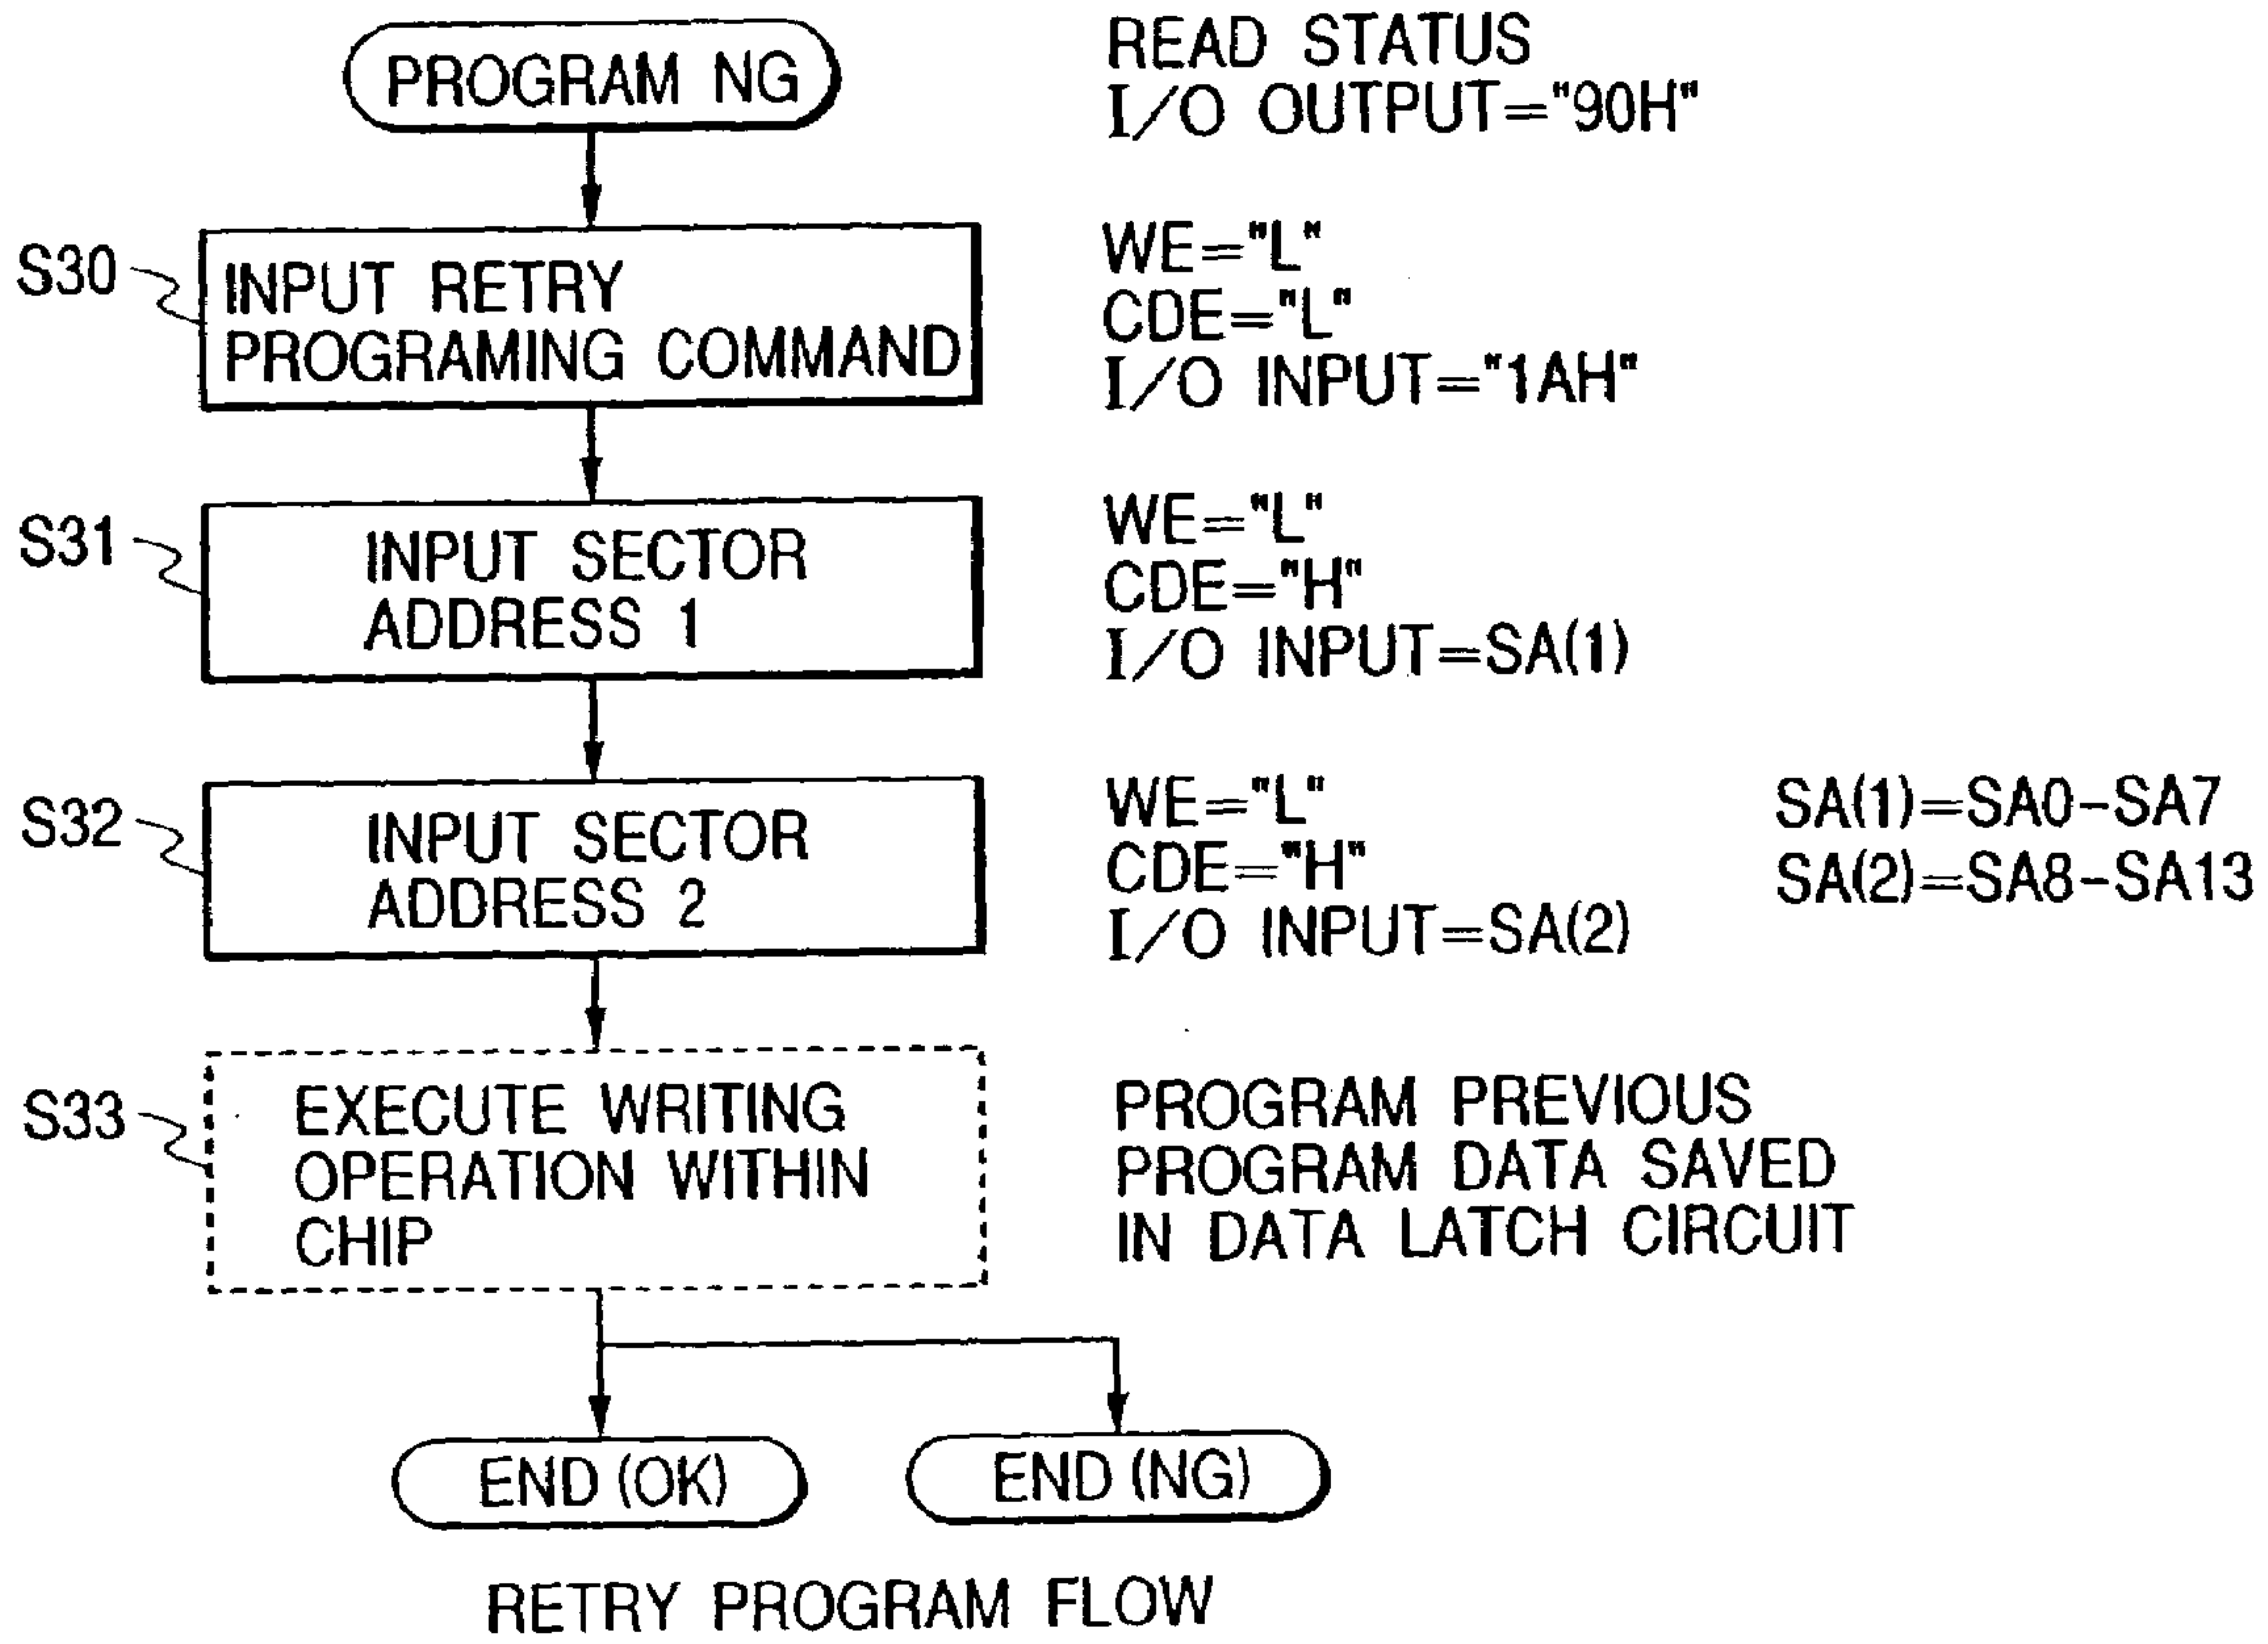 PROGRAM NG
READ STATUS
I/O OUTPUT="90H"
S30
INPUT RETRY
PROGRAMING COMMAND
WE="L"
CDE="L"
I/O INPUT="1AH"
S31
INPUT SECTOR
ADDRESS 1
WE="L"
CDE="H"
I/O INPUT=SA(1)
S32
INPUT SECTOR
ADDRESS 2
WE="L"
CDE="H"
I/O INPUT=SA(2)
SA(1)=SA0-SA7
SA(2)=SA8-SA13
S33
EXECUTE WRITING
OPERATION WITHIN
CHIP
PROGRAM PREVIOUS
PROGRAM DATA SAVED
IN DATA LATCH CIRCUIT
END (OK)
END (NG)
RETRY PROGRAM FLOW